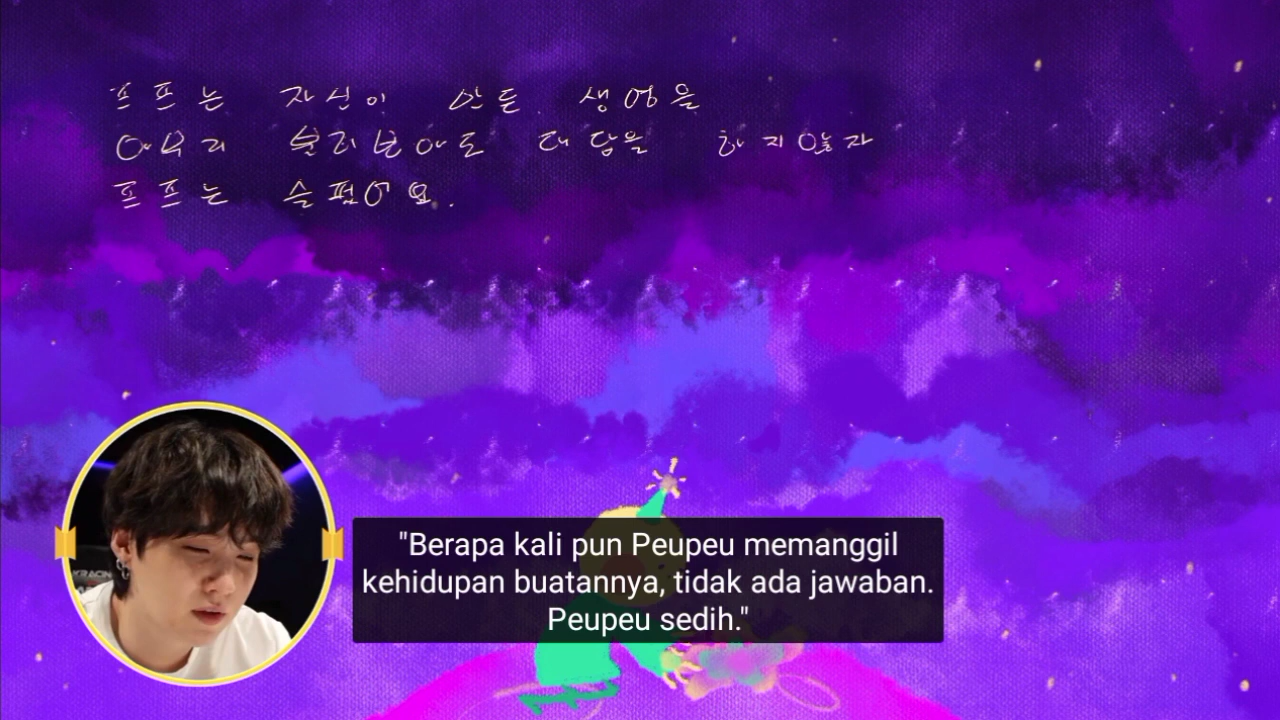 프프는 자신이 만든 생명을
아무리 불러보아도 대답을 하지않자
프프는 슬펐어요.
"Berapa kali pun Peupeu memanggil
kehidupan buatannya, tidak ada jawaban.
Peupeu sedih."